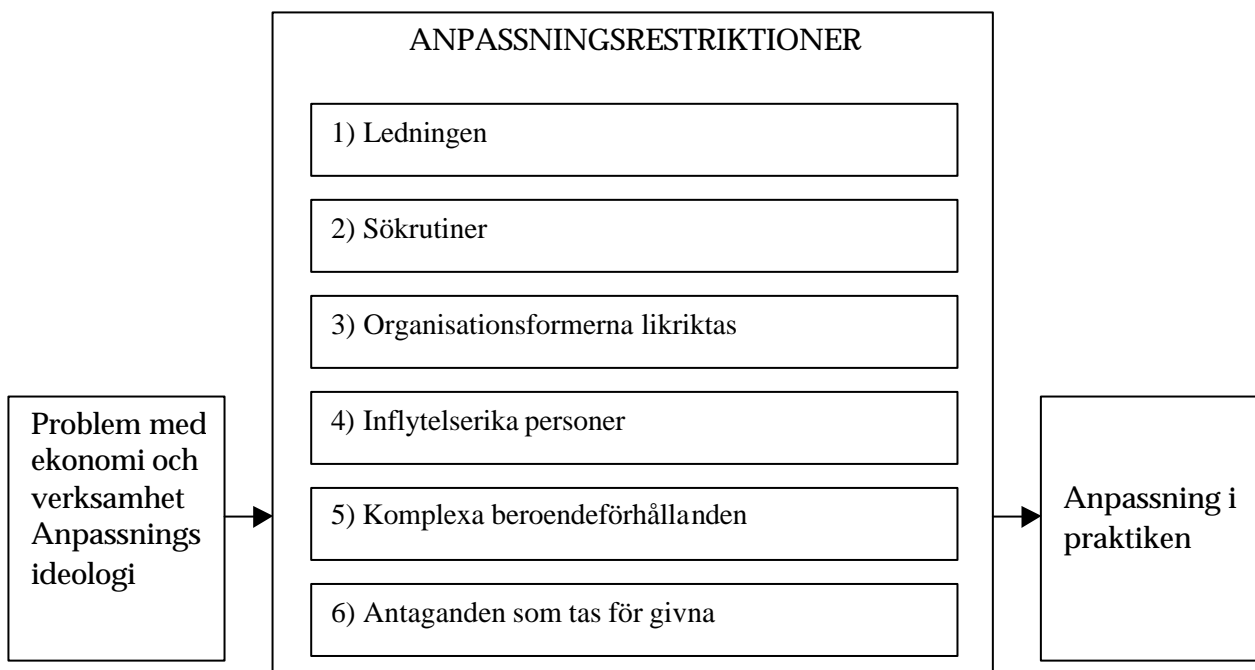 ANPASSNINGSRESTRIKTIONER
1) Ledningen
2) Sökrutiner
3) Organisationsformerna likriktas
4) Inflytelserika personer
5) Komplexa beroendeförhållanden
6) Antaganden som tas för givna
Problem med
ekonomi och
verksamhet
Anpassnings
ideologi
Anpassning i
praktiken